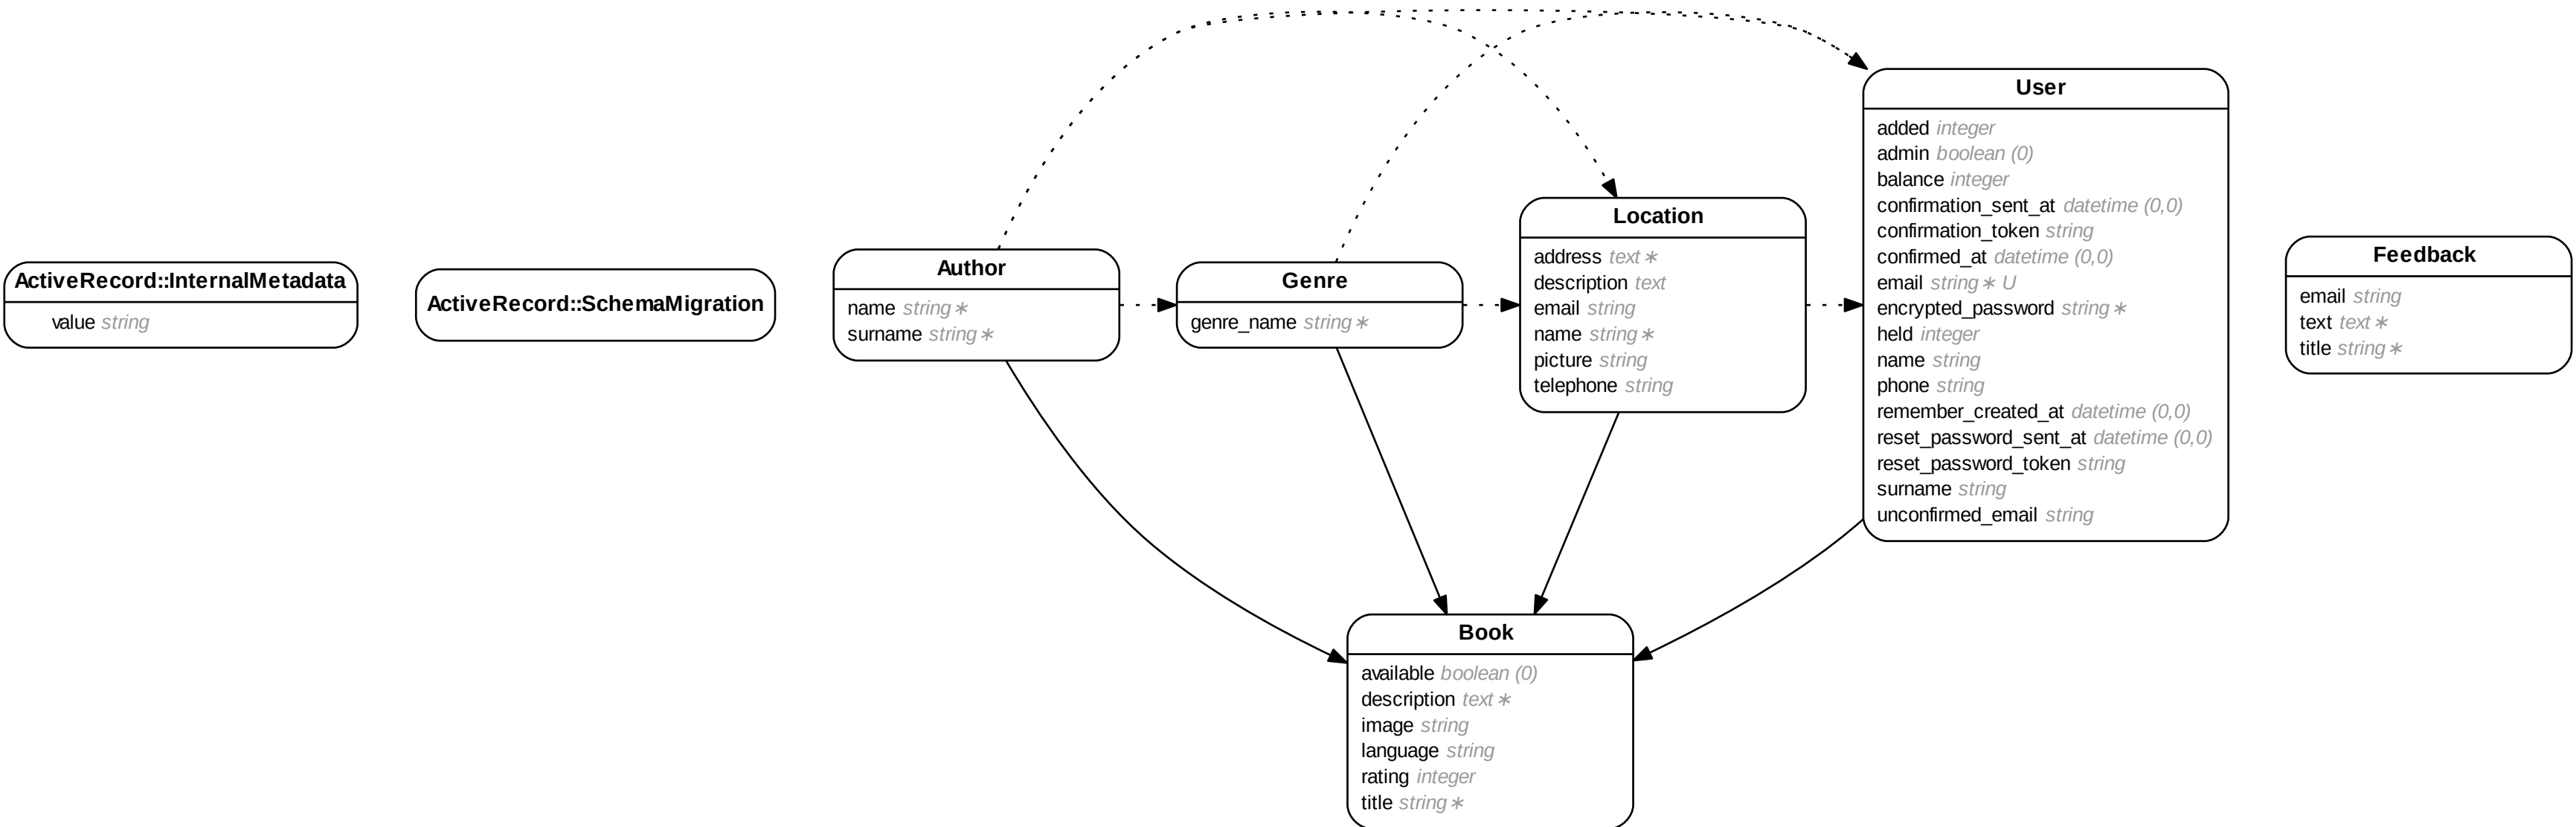 ActiveRecord::InternalMetadata
value string
ActiveRecord::SchemaMigration
Author
name string∗
surname string∗
Genre
genre_name string∗
Location
address text∗
description text
email string
name string∗
picture string
telephone string
User
added integer
admin boolean (0)
balance integer
confirmation_sent_at datetime (0,0)
confirmation_token string
confirmed_at datetime (0,0)
email string∗ U
encrypted_password string∗
held integer
name string
phone string
remember_created_at datetime (0,0)
reset_password_sent_at datetime (0,0)
reset_password_token string
surname string
unconfirmed_email string
Feedback
email string
text text∗
title string∗
Book
available boolean (0)
description text∗
image string
language string
rating integer
title string∗